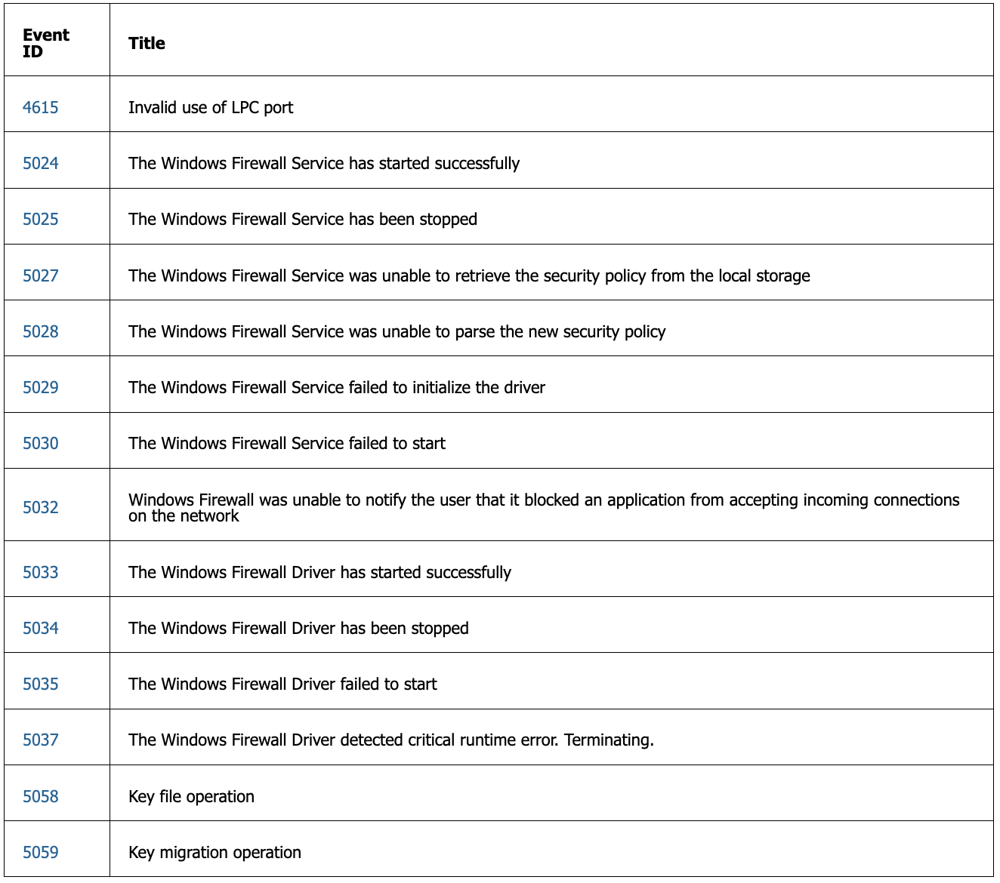 Event
ID
Title
4615
Invalid use of LPC port
5024
The Windows Firewall Service has started successfully
5025
The Windows Firewall Service has been stopped
5027
The Windows Firewall Service was unable to retrieve the security policy from the local storage
5028
The Windows Firewall Service was unable to parse the new security policy
5029
The Windows Firewall Service failed to initialize the driver
5030
The Windows Firewall Service failed to start
5032
Windows Firewall was unable to notify the user that it blocked an application from accepting incoming connections
on the network
5033
The Windows Firewall Driver has started successfully
5034
The Windows Firewall Driver has been stopped
5035
The Windows Firewall Driver failed to start
5037
The Windows Firewall Driver detected critical runtime error. Terminating.
5058
Key file operation
5059
Key migration operation